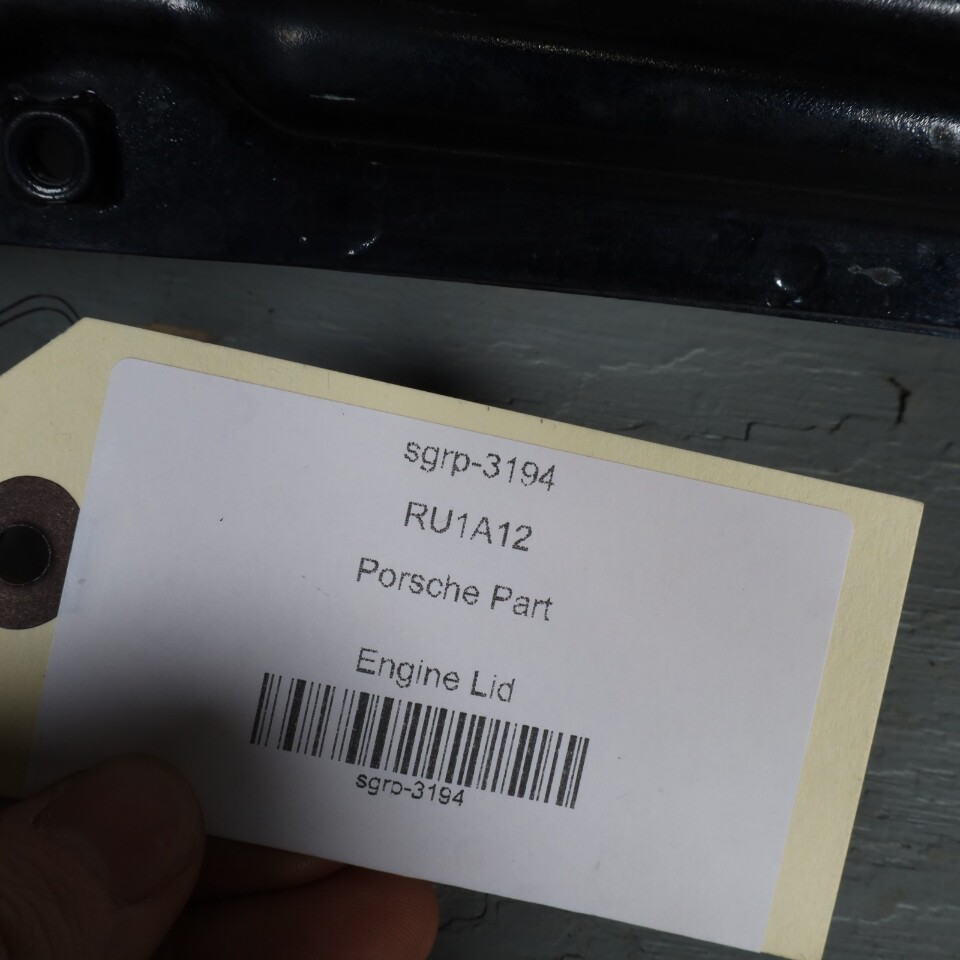 sgrp-3194
RU1A12
Porsche Part
Engine Lid
sgrp-3194